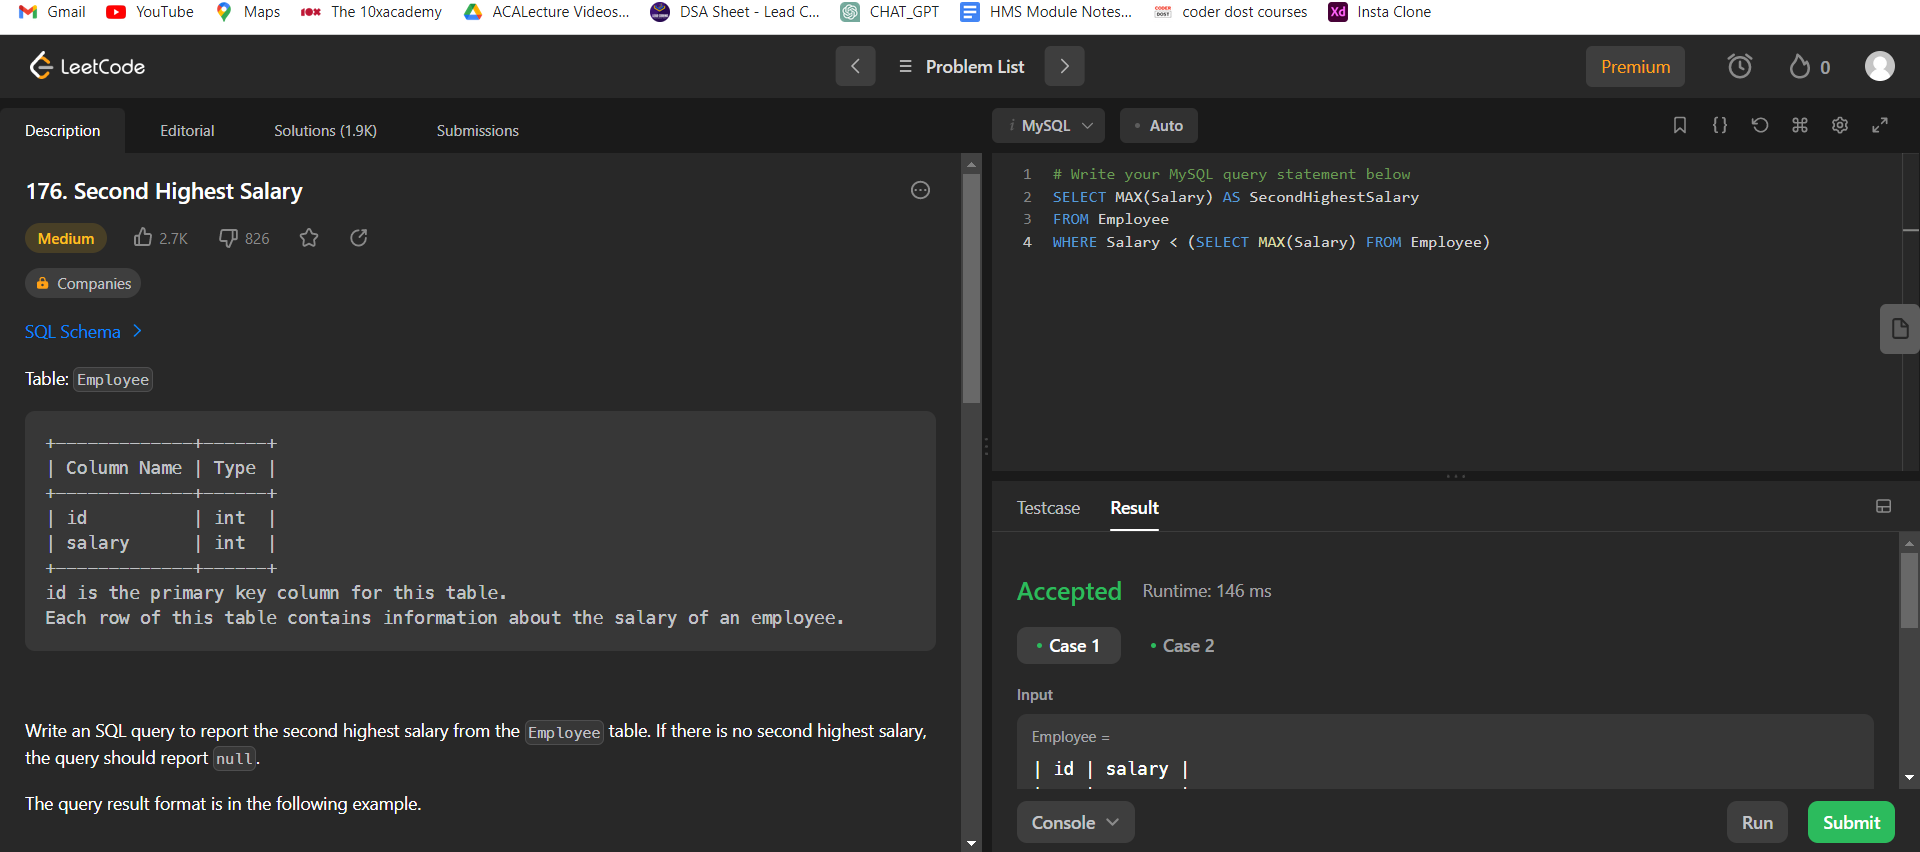 Gmail YouTube Maps The 10xacademy ACALecture Videos... DSA Sheet - Lead C... CHAT_GPT HMS Module Notes... coder dost courses Xd Insta Clone
LeetCode
Problem List
Premium
0
Description Editorial Solutions (1.9K) Submissions
176. Second Highest Salary
Medium 2.7K 826
Companies
SQL Schema
Table: Employee
+-------------+------+
| Column Name | Type |
+-------------+------+
| id          | int  |
| salary      | int  |
+-------------+------+
id is the primary key column for this table.
Each row of this table contains information about the salary of an employee.
Write an SQL query to report the second highest salary from the Employee table. If there is no second highest salary,
the query should report null.
The query result format is in the following example.
i MySQL • Auto
{}
1 # Write your MySQL query statement below
2 SELECT MAX(Salary) AS SecondHighestSalary
3 FROM Employee
4 WHERE Salary < (SELECT MAX(Salary) FROM Employee)
Testcase Result
Accepted Runtime: 146 ms
• Case 1 • Case 2
Input
Employee =
| id | salary |
Console
Run Submit